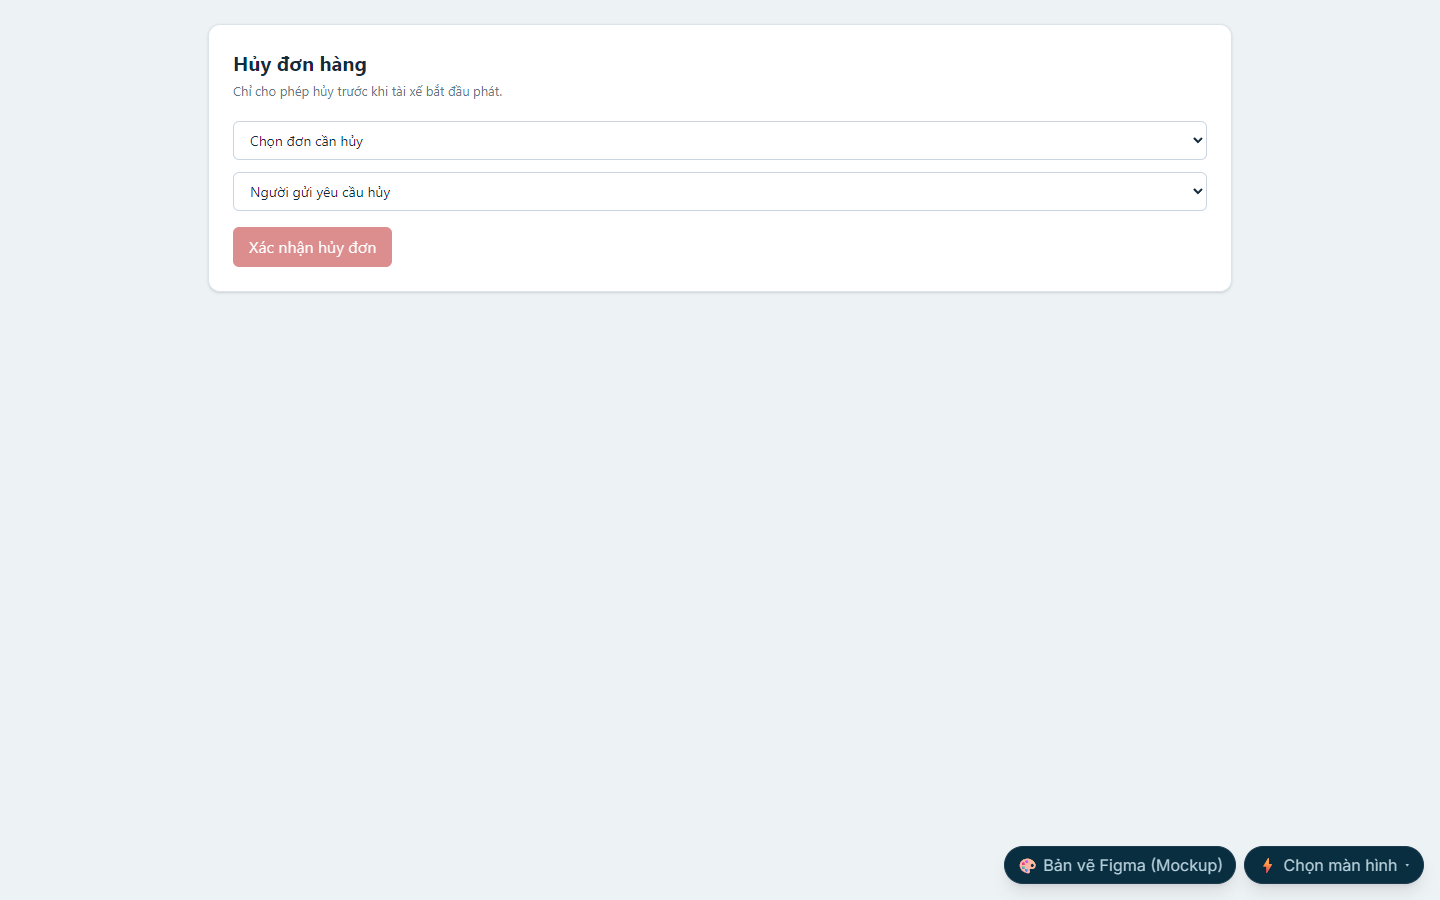 Hủy đơn hàng
Chỉ cho phép hủy trước khi tài xế bắt đầu phát.
Chọn đơn cần hủy
Người gửi yêu cầu hủy
Xác nhận hủy đơn
Bản vẽ Figma (Mockup)
Chọn màn hình